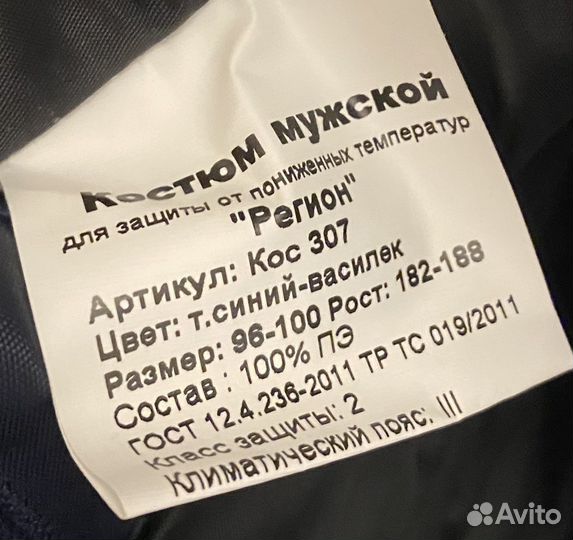 Костюм мужской
для защиты от пониженных температур
"Регион"
Артикул: Кос 307
Цвет: т.синий-василек
Размер: 96-100 Рост: 182-188
Состав : 100% ПЭ
ГОСТ 12.4.236-2011 ТР ТС 019/2011
Класс защиты: 2
Климатический пояс: III
Avito